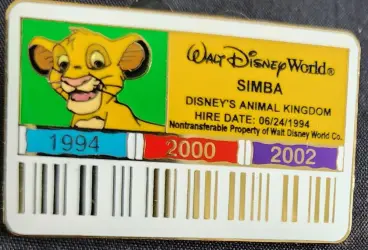 Walt Disney World®
SIMBA
DISNEY'S ANIMAL KINGDOM
HIRE DATE: 06/24/1994
Nontransferable Property of Walt Disney World Co.
1994 2000 2002